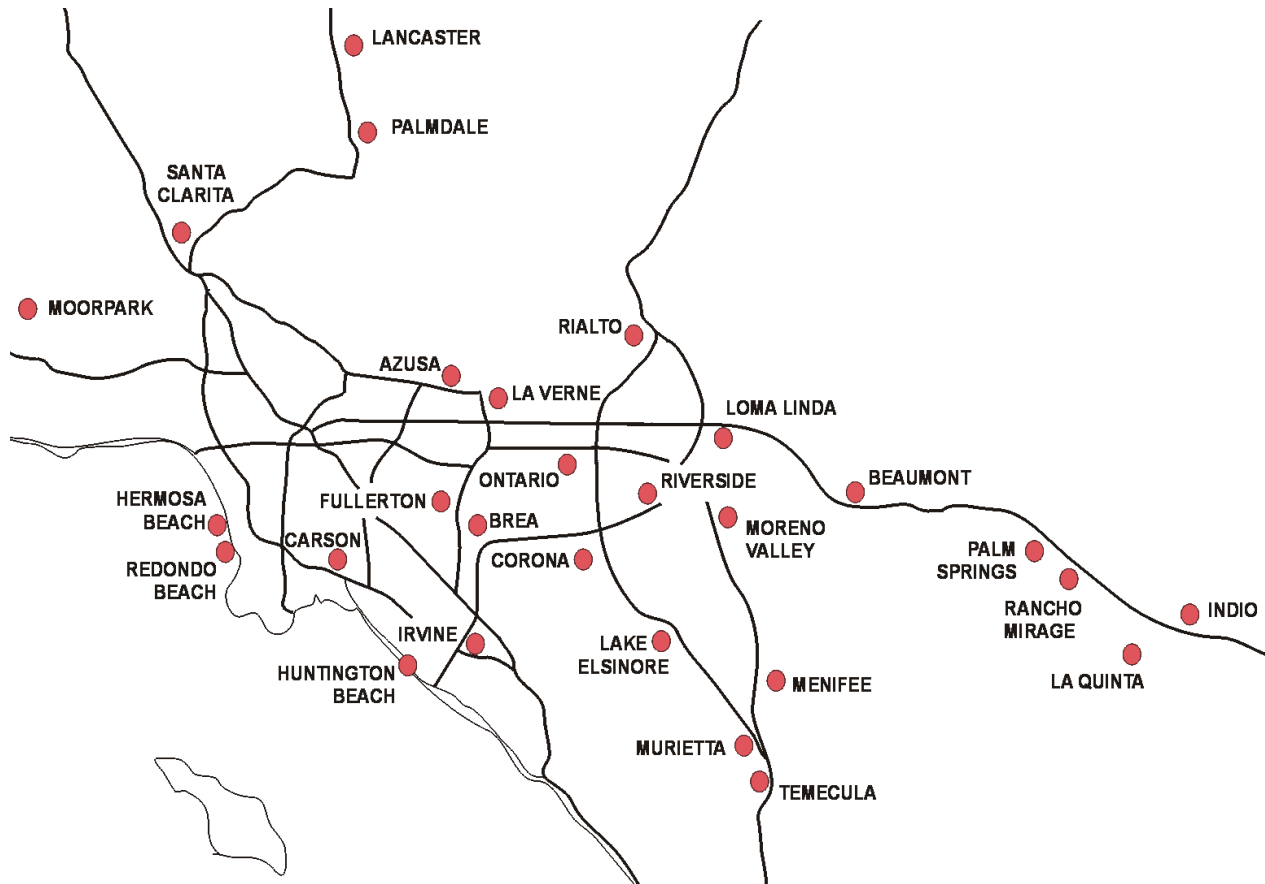 LANCASTER
PALMDALE
SANTA
CLARITA
MOORPARK
RIALTO
AZUSA
LA VERNE
LOMA LINDA
ONTARIO
RIVERSIDE
BEAUMONT
FULLERTON
HERMOSA
BEACH
BREA
MORENO
VALLEY
CARSON
CORONA
PALM
SPRINGS
REDONDO
BEACH
RANCHO
MIRAGE
INDIO
IRVINE
LAKE
ELSINORE
HUNTINGTON
BEACH
MENIFEE
LA QUINTA
MURIETTA
TEMECULA